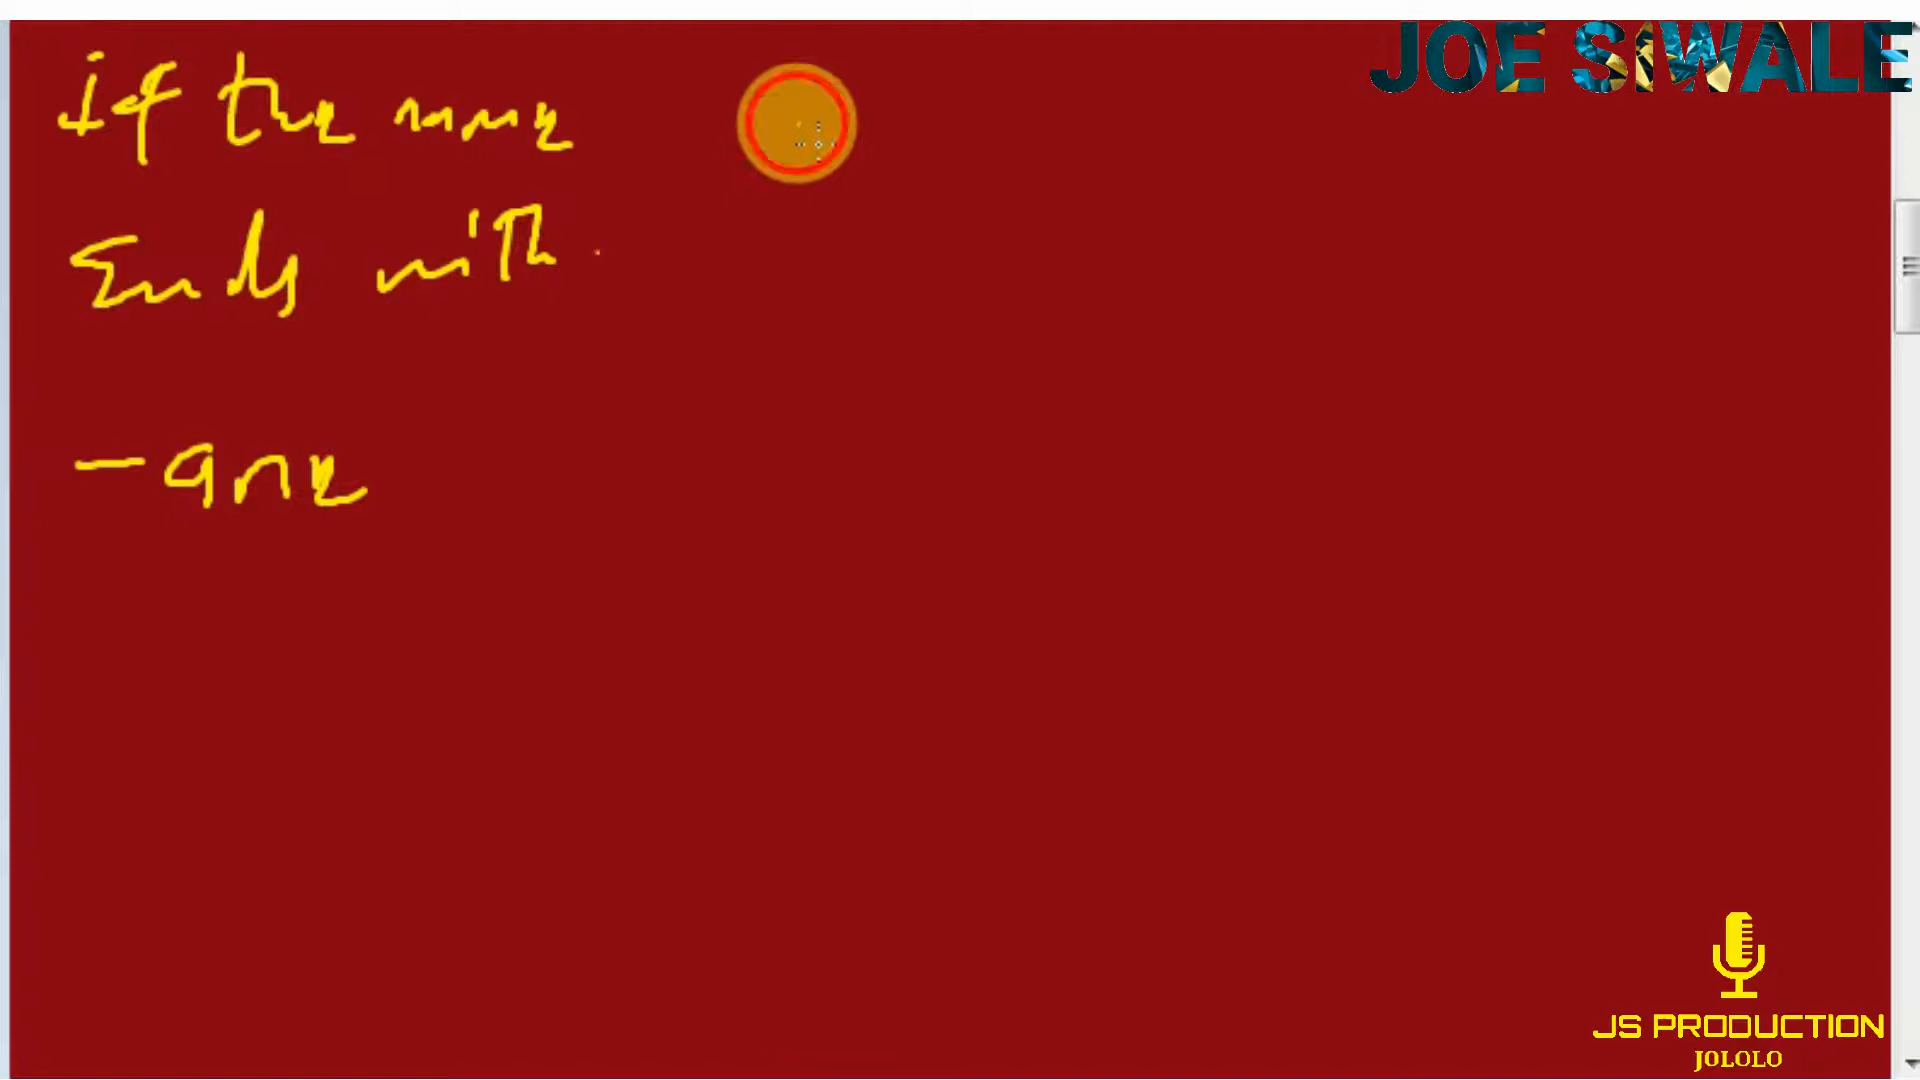 JOE SIWALE
if the name
Ends with
-ane
JS PRODUCTION
JOLOLO